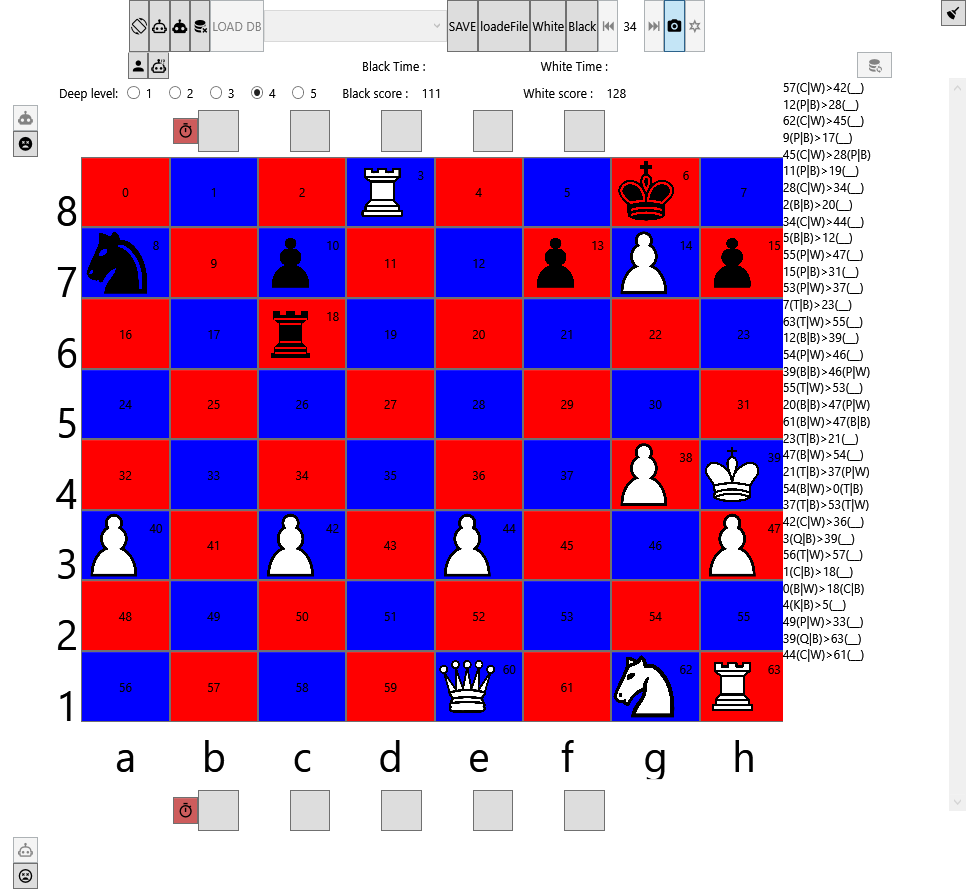 LOAD DB SAVE loadeFile White Black 34
Black Time : White Time :
Deep level: 1 2 3 4 5 Black score : 111 White score : 128
57(C|W)>42(__)
12(P|B)>28(__)
62(C|W)>45(__)
9(P|B)>17(__)
45(C|W)>28(P|B)
11(P|B)>19(__)
28(C|W)>34(__)
2(B|B)>20(__)
34(C|W)>44(__)
5(B|B)>12(__)
55(P|W)>47(__)
15(P|B)>31(__)
53(P|W)>37(__)
7(T|B)>23(__)
63(T|W)>55(__)
12(B|B)>39(__)
54(P|W)>46(__)
39(B|B)>46(P|W)
55(T|W)>53(__)
20(B|B)>47(P|W)
61(B|W)>47(B|B)
23(T|B)>21(__)
47(B|W)>54(__)
21(T|B)>37(P|W)
54(B|W)>0(T|B)
37(T|B)>53(T|W)
42(C|W)>36(__)
3(Q|B)>39(__)
56(T|W)>57(__)
1(C|B)>18(__)
0(B|W)>18(C|B)
4(K|B)>5(__)
49(P|W)>33(__)
39(Q|B)>63(__)
44(C|W)>61(__)
8 0 1 2 3 4 5 6 7
7 8 9 10 11 12 13 14 15
6 16 17 18 19 20 21 22 23
5 24 25 26 27 28 29 30 31
4 32 33 34 35 36 37 38 39
3 40 41 42 43 44 45 46 47
2 48 49 50 51 52 53 54 55
1 56 57 58 59 60 61 62 63
a b c d e f g h